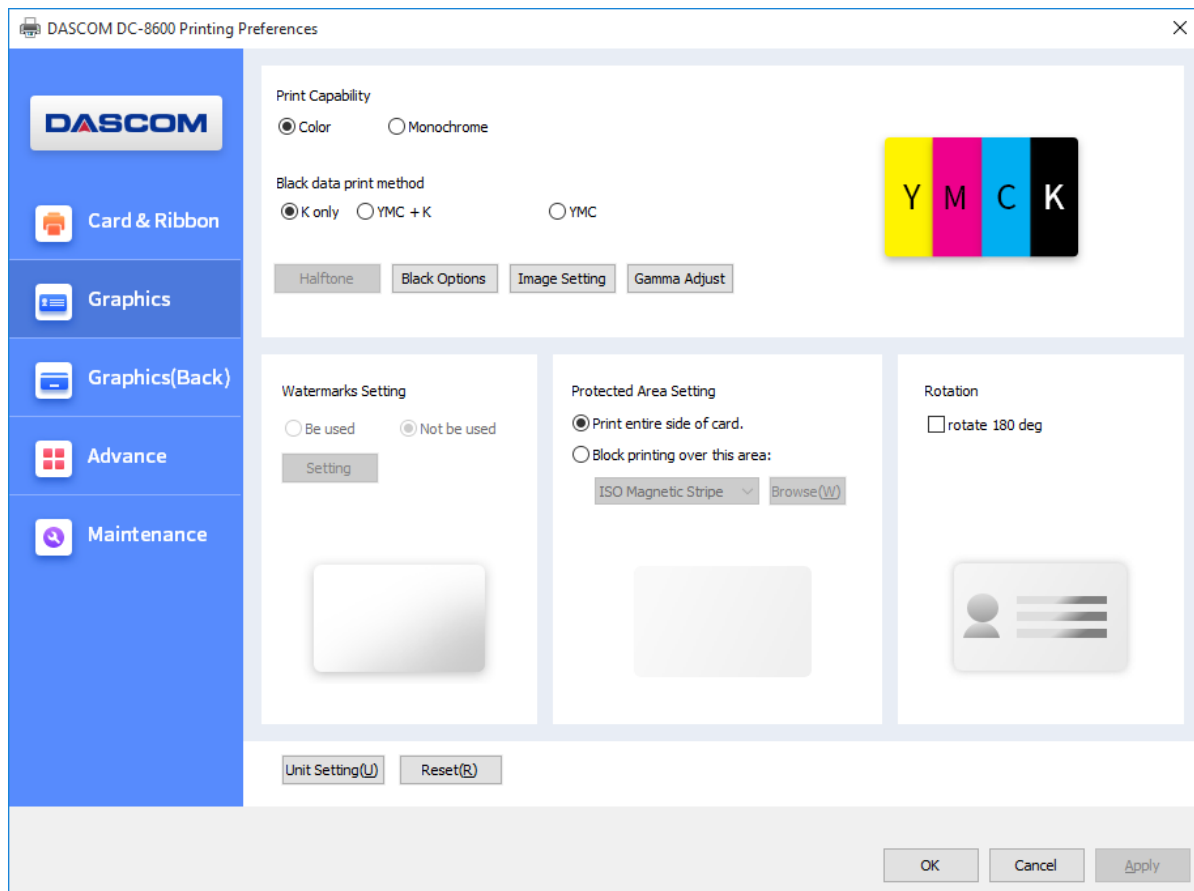 DASCOM DC-8600 Printing Preferences
DASCOM
Card & Ribbon
Graphics
Graphics(Back)
Advance
Maintenance
Print Capability
Color Monochrome
Black data print method
K only YMC + K YMC
Halftone Black Options Image Setting Gamma Adjust
Y M C K
Watermarks Setting
Be used Not be used
Setting
Protected Area Setting
Print entire side of card.
Block printing over this area:
ISO Magnetic Stripe Browse(W)
Rotation
rotate 180 deg
Unit Setting(U) Reset(R)
OK Cancel Apply